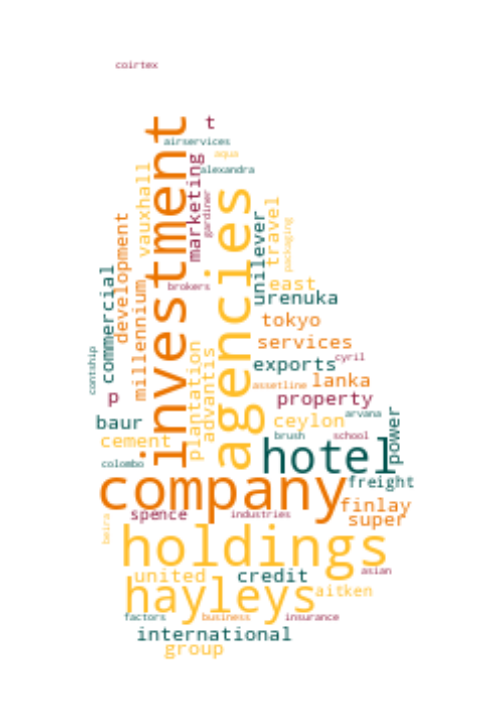 coirtex
t
airservices
aqua
alexandra
investment
marketing
gardiner
vauxhall
agencies
travel
unilever
packaging
development
commercial
millennium
brokers
east
urenuka
tokyo
services
contship
plantation
advantis
exports
cyril
assetline
lanka
p
property
arvana
baur
ceylon
power
cement
brush
school
hotel
colombo
freight
company
finlay
super
spence
industries
beira
holdings
asian
united
credit
hayleys
aitken
factors
business
insurance
international
group